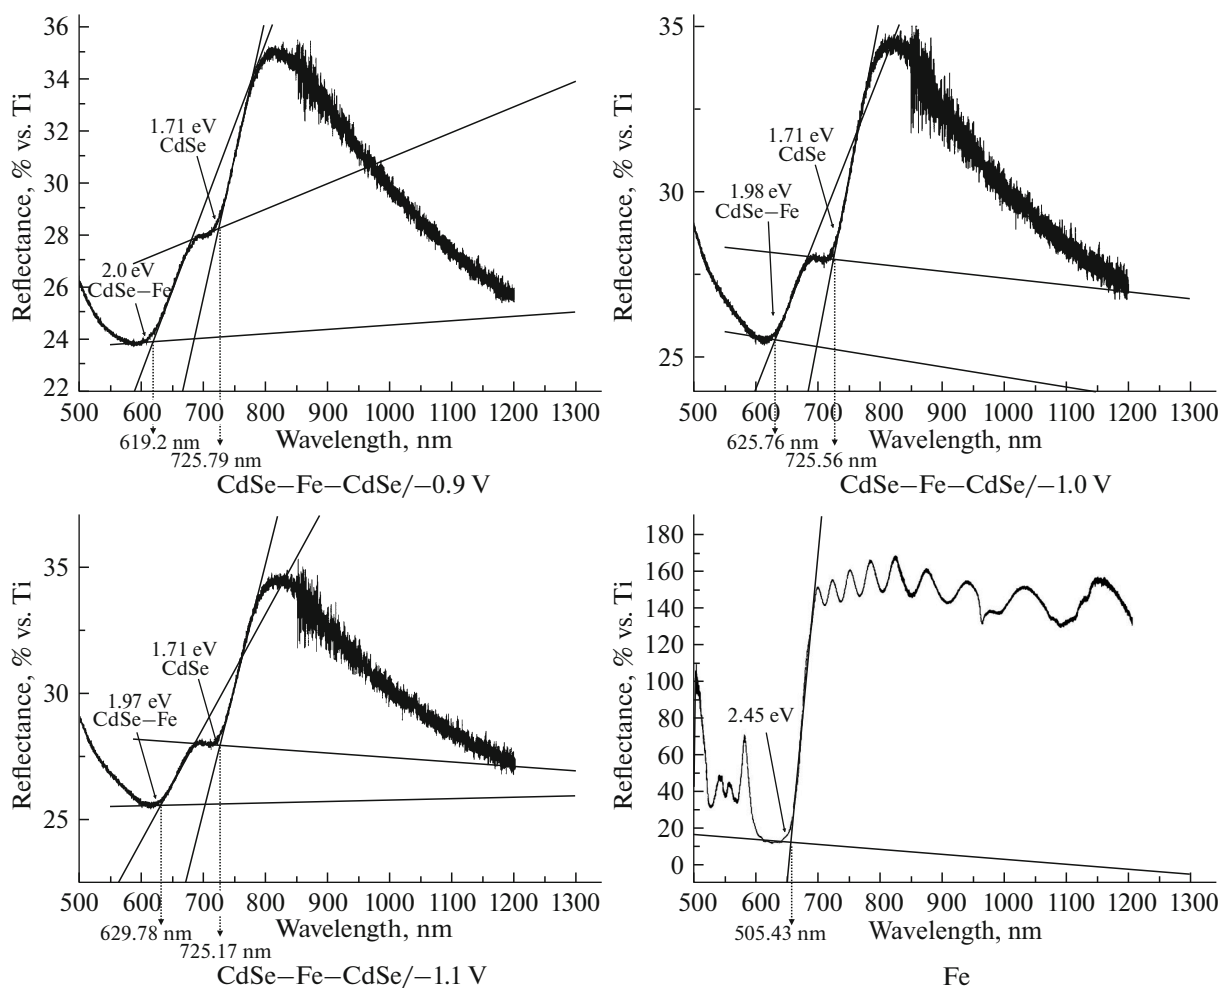 Reflectance, % vs. Ti
36
34
32
30
28
26
24
22
1.71 eV
CdSe
2.0 eV
CdSe–Fe
500 600 700 800 900 1000 1100 1200 1300
Wavelength, nm
619.2 nm
725.79 nm
CdSe–Fe–CdSe/–0.9 V
Reflectance, % vs. Ti
35
30
25
1.71 eV
CdSe
1.98 eV
CdSe–Fe
500 600 700 800 900 1000 1100 1200 1300
Wavelength, nm
625.76 nm
725.56 nm
CdSe–Fe–CdSe/–1.0 V
Reflectance, % vs. Ti
35
30
25
1.71 eV
CdSe
1.97 eV
CdSe–Fe
500 600 700 800 900 1000 1100 1200 1300
Wavelength, nm
629.78 nm
725.17 nm
CdSe–Fe–CdSe/–1.1 V
Reflectance, % vs. Ti
180
160
140
120
100
80
60
40
20
0
2.45 eV
500 600 700 800 900 1000 1100 1200 1300
Wavelength, nm
505.43 nm
Fe